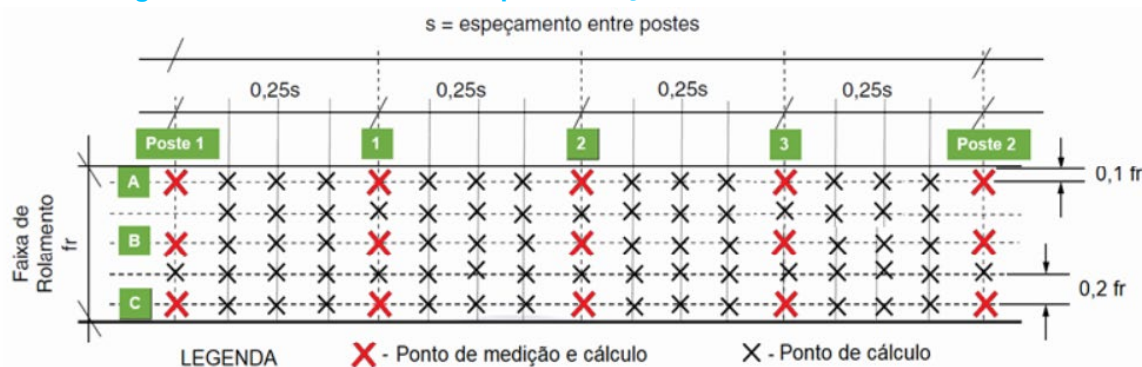 s = espeçamento entre postes
0,25s 0,25s 0,25s 0,25s
Poste 1 1 2 3 Poste 2
A
0,1 fr
B
Faixa de
Rolamento
fr
0,2 fr
C
LEGENDA X - Ponto de medição e cálculo X - Ponto de cálculo